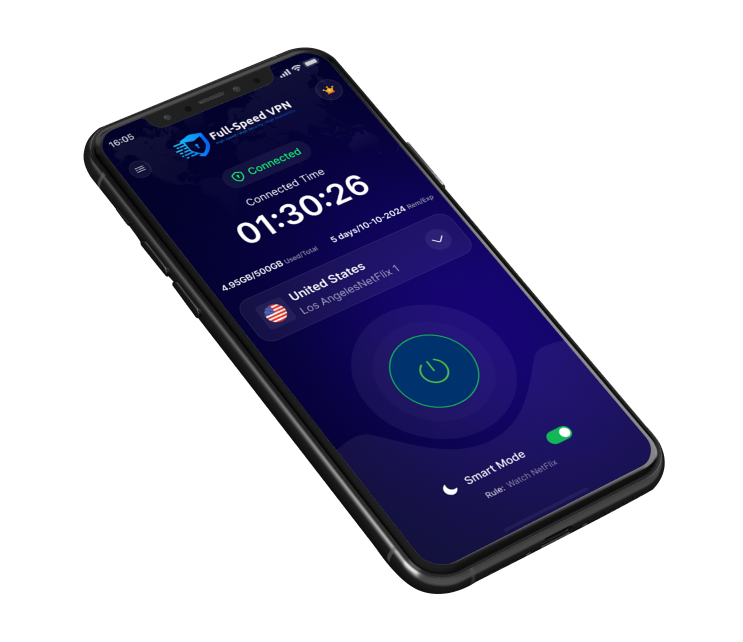 16:05
Full-Speed VPN
Connected
Connected Time
01:30:26
4.95GB/500GB Used/Total
5 days/10-10-2024 Rem/Exp
United States
Los AngelesNetFlix 1
Smart Mode
Rule: Watch NetFlix